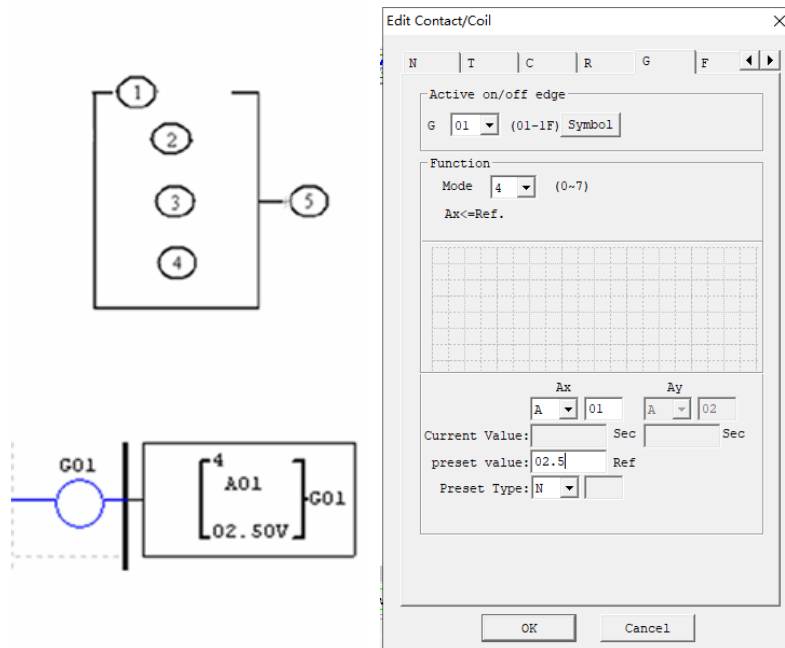 1
2
3
4
5
G01
4
A01
G01
02.50V
Edit Contact/Coil
N T C R G F
Active on/off edge
G 01 (01-1F) Symbol
Function
Mode 4 (0~7)
Ax<=Ref.
Ax Ay
A 01 A 02
Current Value: Sec Sec
preset value: 02.5 Ref
Preset Type: N
OK Cancel